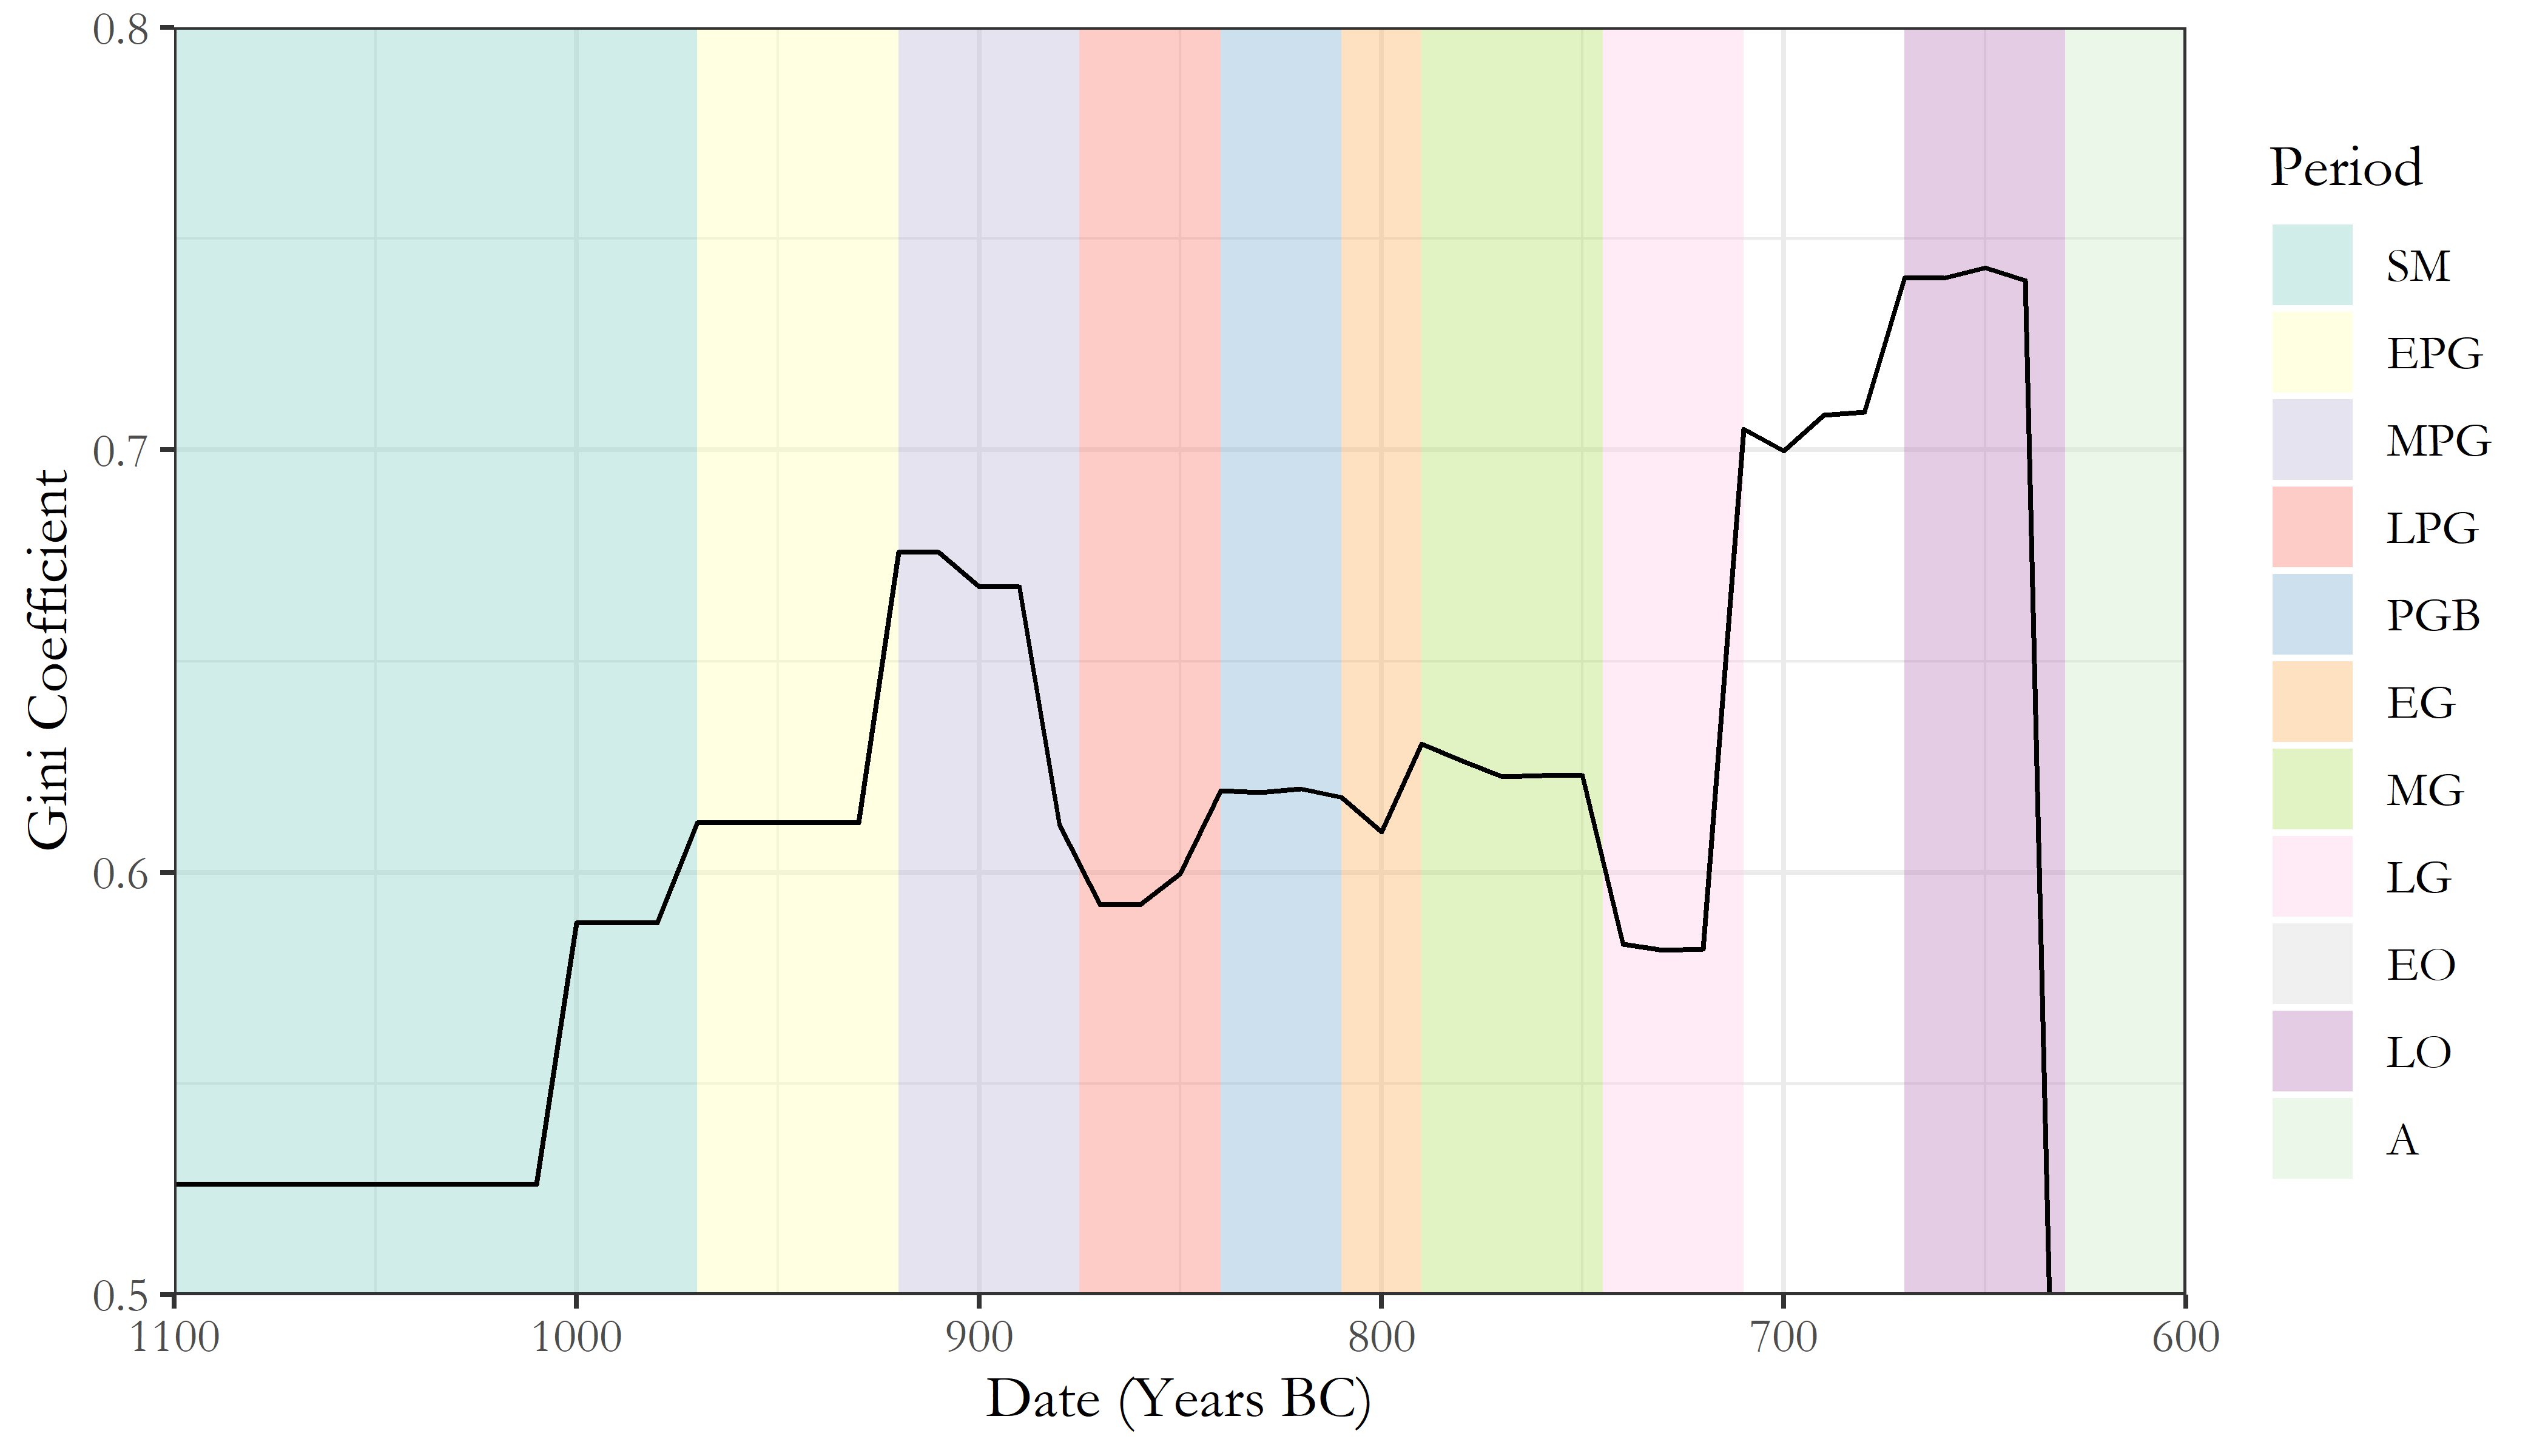 0.8
0.7
0.6
0.5
Gini Coefficient
1100 1000 900 800 700 600
Date (Years BC)
Period
SM
EPG
MPG
LPG
PGB
EG
MG
LG
EO
LO
A